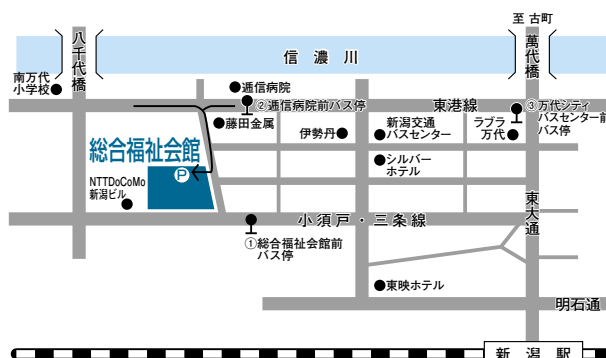 至 古町
八千代橋
信濃川
萬代橋
南万代
小学校
逓信病院
②逓信病院前バス停
東港線
③万代シティ
バスセンター前
バス停
藤田金属
伊勢丹
新潟交通
バスセンター
ラブラ
万代
総合福祉会館
シルバー
ホテル
P
NTTDoCoMo
新潟ビル
東大通
小須戸・三条線
①総合福祉会館前
バス停
東映ホテル
明石通
新潟駅